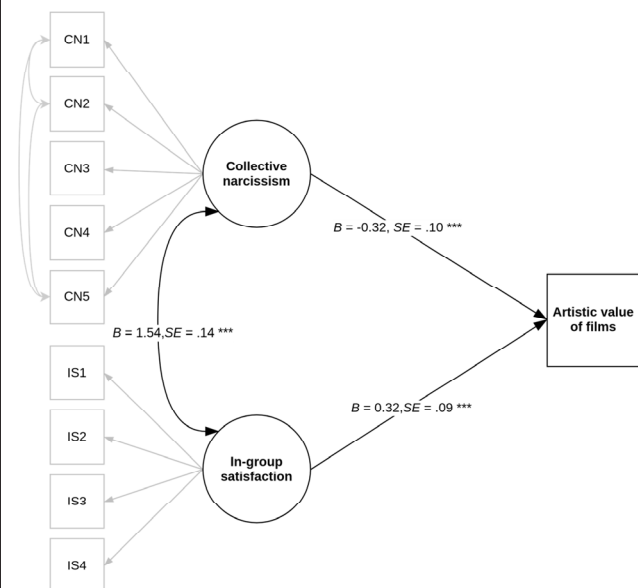 CN1
CN2
CN3
CN4
CN5
Collective
narcissism
B = -0.32, SE = .10 ***
Artistic value
of films
B = 1.54,SE = .14 ***
B = 0.32,SE = .09 ***
IS1
IS2
IS3
IS4
In-group
satisfaction